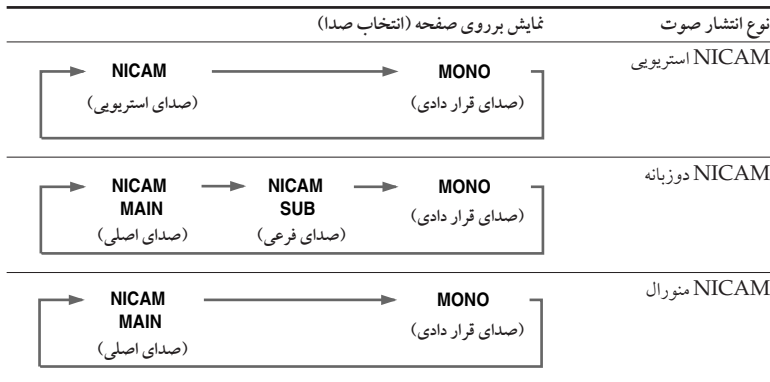 نوع انتشار صوت نمایش برروی صفحه (انتخاب صدا)
NICAM استریویی
NICAM MONO
(صدای استریویی) (صدای قرار دادی)
NICAM دوزبانه
NICAM NICAM MONO
MAIN SUB
(صدای اصلی) (صدای فرعی) (صدای قرار دادی)
NICAM منورال
NICAM MONO
MAIN
(صدای اصلی) (صدای قرار دادی)